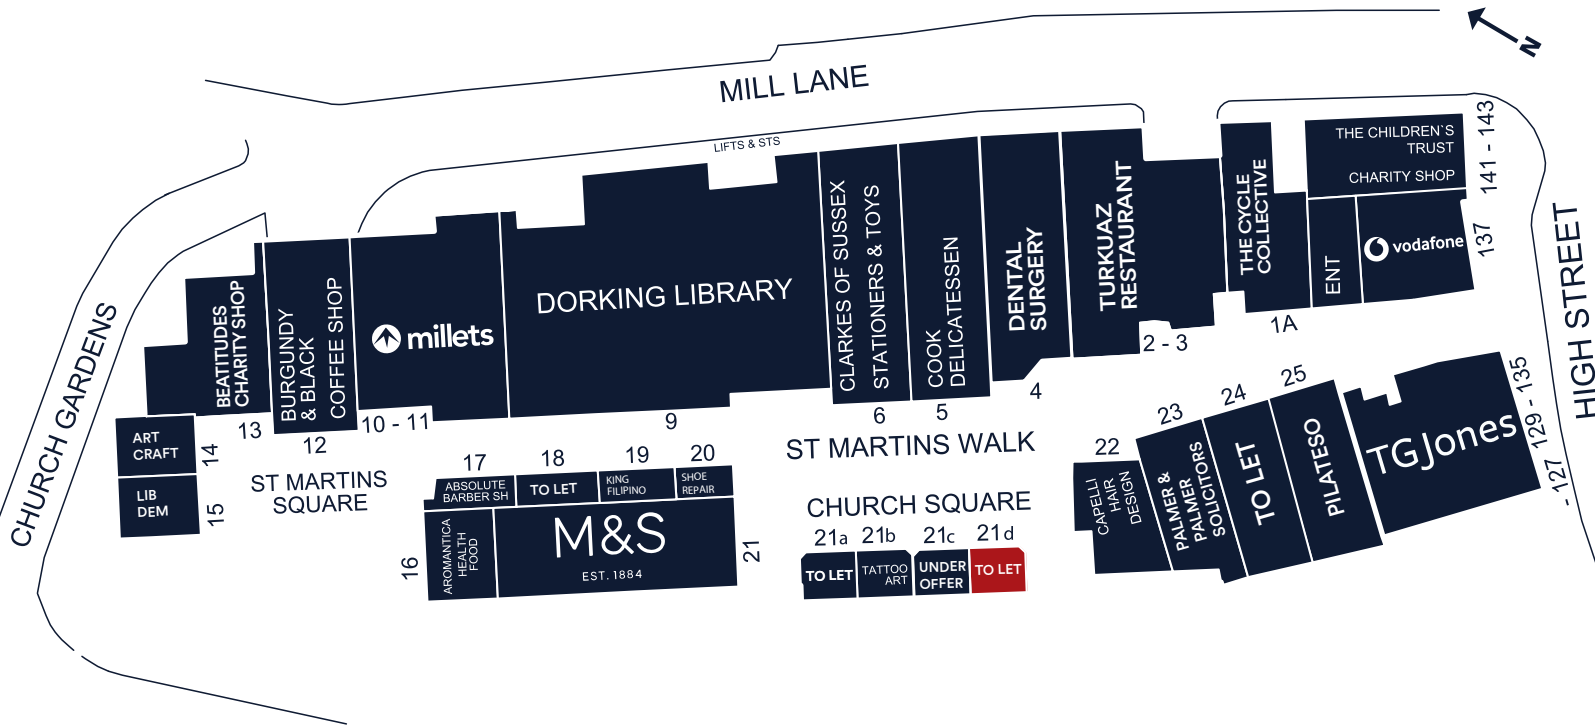 N
MILL LANE
LIFTS & STS
CHURCH GARDENS
HIGH STREET
BEATITUDES
CHARITY SHOP
BURGUNDY
& BLACK
COFFEE SHOP
millets
DORKING LIBRARY
CLARKES OF SUSSEX
STATIONERS & TOYS
COOK
DELICATESSEN
DENTAL
SURGERY
TURKUAZ
RESTAURANT
THE CYCLE
COLLECTIVE
THE CHILDREN`S
TRUST
CHARITY SHOP
141 - 143
ENT
vodafone
137
13
12
10 - 11
9
6
5
4
2 - 3
1A
ART
CRAFT
14
LIB
DEM
15
ST MARTINS
SQUARE
ST MARTINS WALK
17
18
19
20
ABSOLUTE
BARBER SH
TO LET
KING
FILIPINO
SHOE
REPAIR
16
AROMANTICA
HEALTH
FOOD
M&S
EST. 1884
21
CHURCH SQUARE
21a
21b
21c
21d
TO LET
TATTOO
ART
UNDER
OFFER
TO LET
22
23
24
25
CAPELLI
HAIR
DESIGN
PALMER &
PALMER
SOLICITORS
TO LET
PILATESO
TGJones
129 - 135
- 127